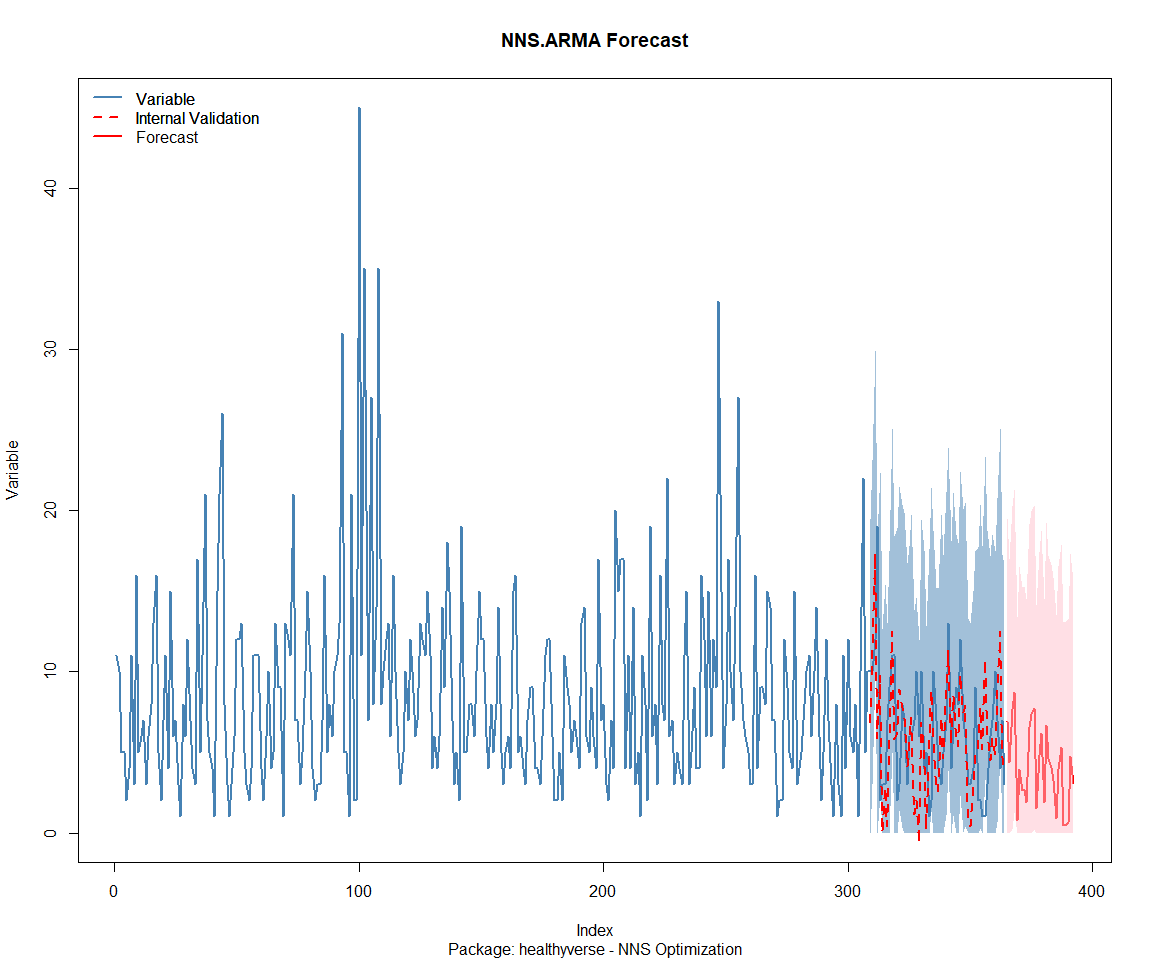 NNS.ARMA Forecast
Variable
Internal Validation
Forecast
Variable
40
30
20
10
0
0
100
200
300
400
Index
Package: healthyverse - NNS Optimization